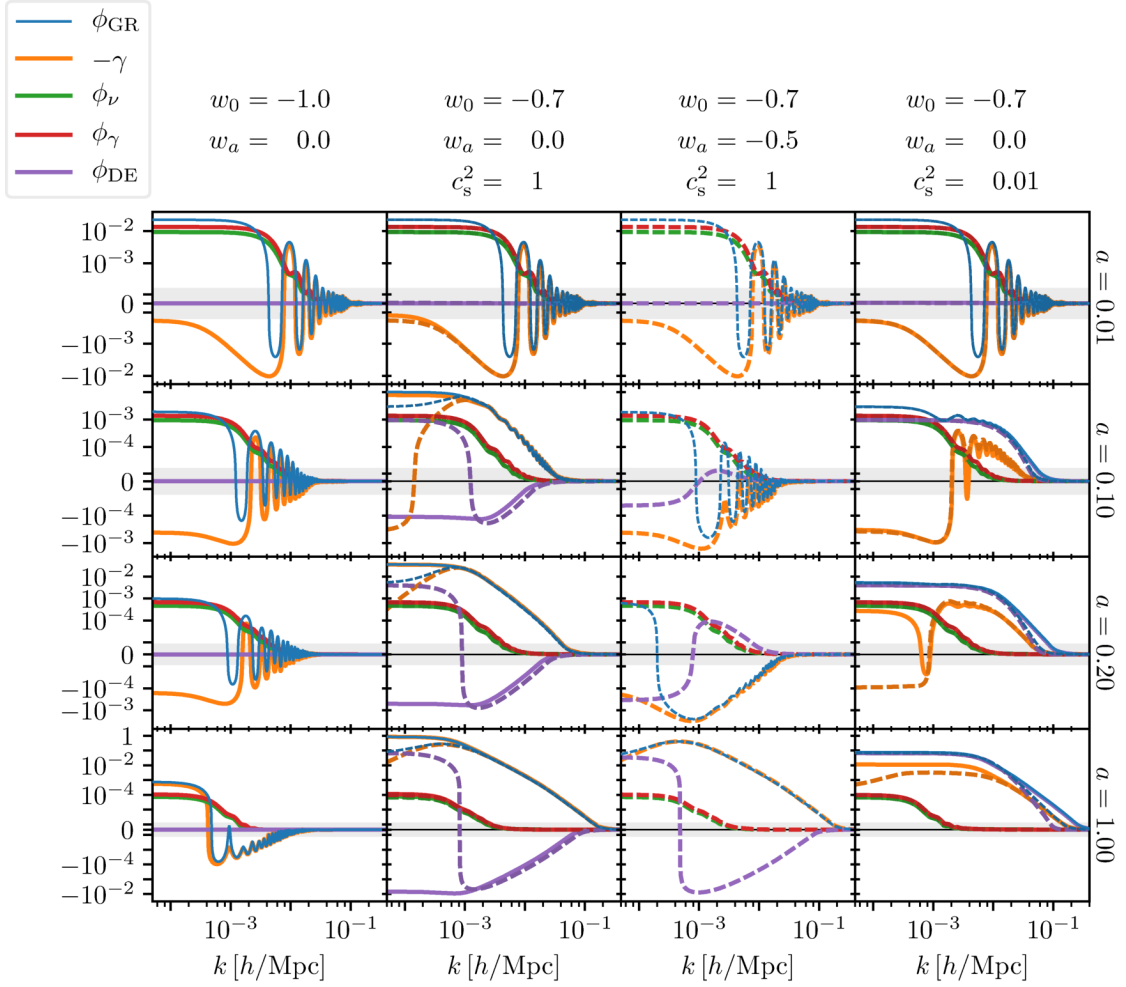 ϕ_GR
−γ
ϕ_ν
ϕ_γ
ϕ_DE
w_0 = −1.0 w_0 = −0.7 w_0 = −0.7 w_0 = −0.7
w_a = 0.0 w_a = 0.0 w_a = −0.5 w_a = 0.0
c_s^2 = 1 c_s^2 = 1 c_s^2 = 0.01
10^−2
10^−3
0
−10^−3
−10^−2
a = 0.01
10^−3
10^−4
0
−10^−4
−10^−3
a = 0.10
10^−2
10^−3
10^−4
0
−10^−4
−10^−3
a = 0.20
1
10^−2
10^−4
0
−10^−4
−10^−2
a = 1.00
10^−3 10^−1 10^−3 10^−1 10^−3 10^−1 10^−3 10^−1
k [h/Mpc] k [h/Mpc] k [h/Mpc] k [h/Mpc]